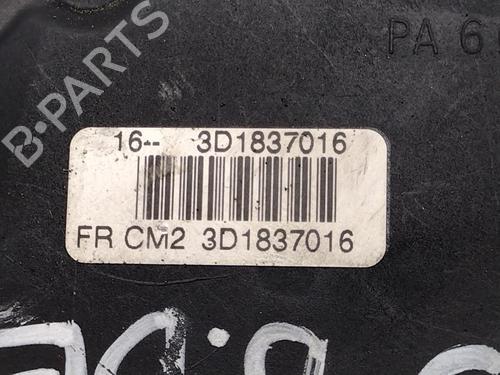 PA 6
16-- 3D1837016
FR CM2 3D1837016
B-PARTS